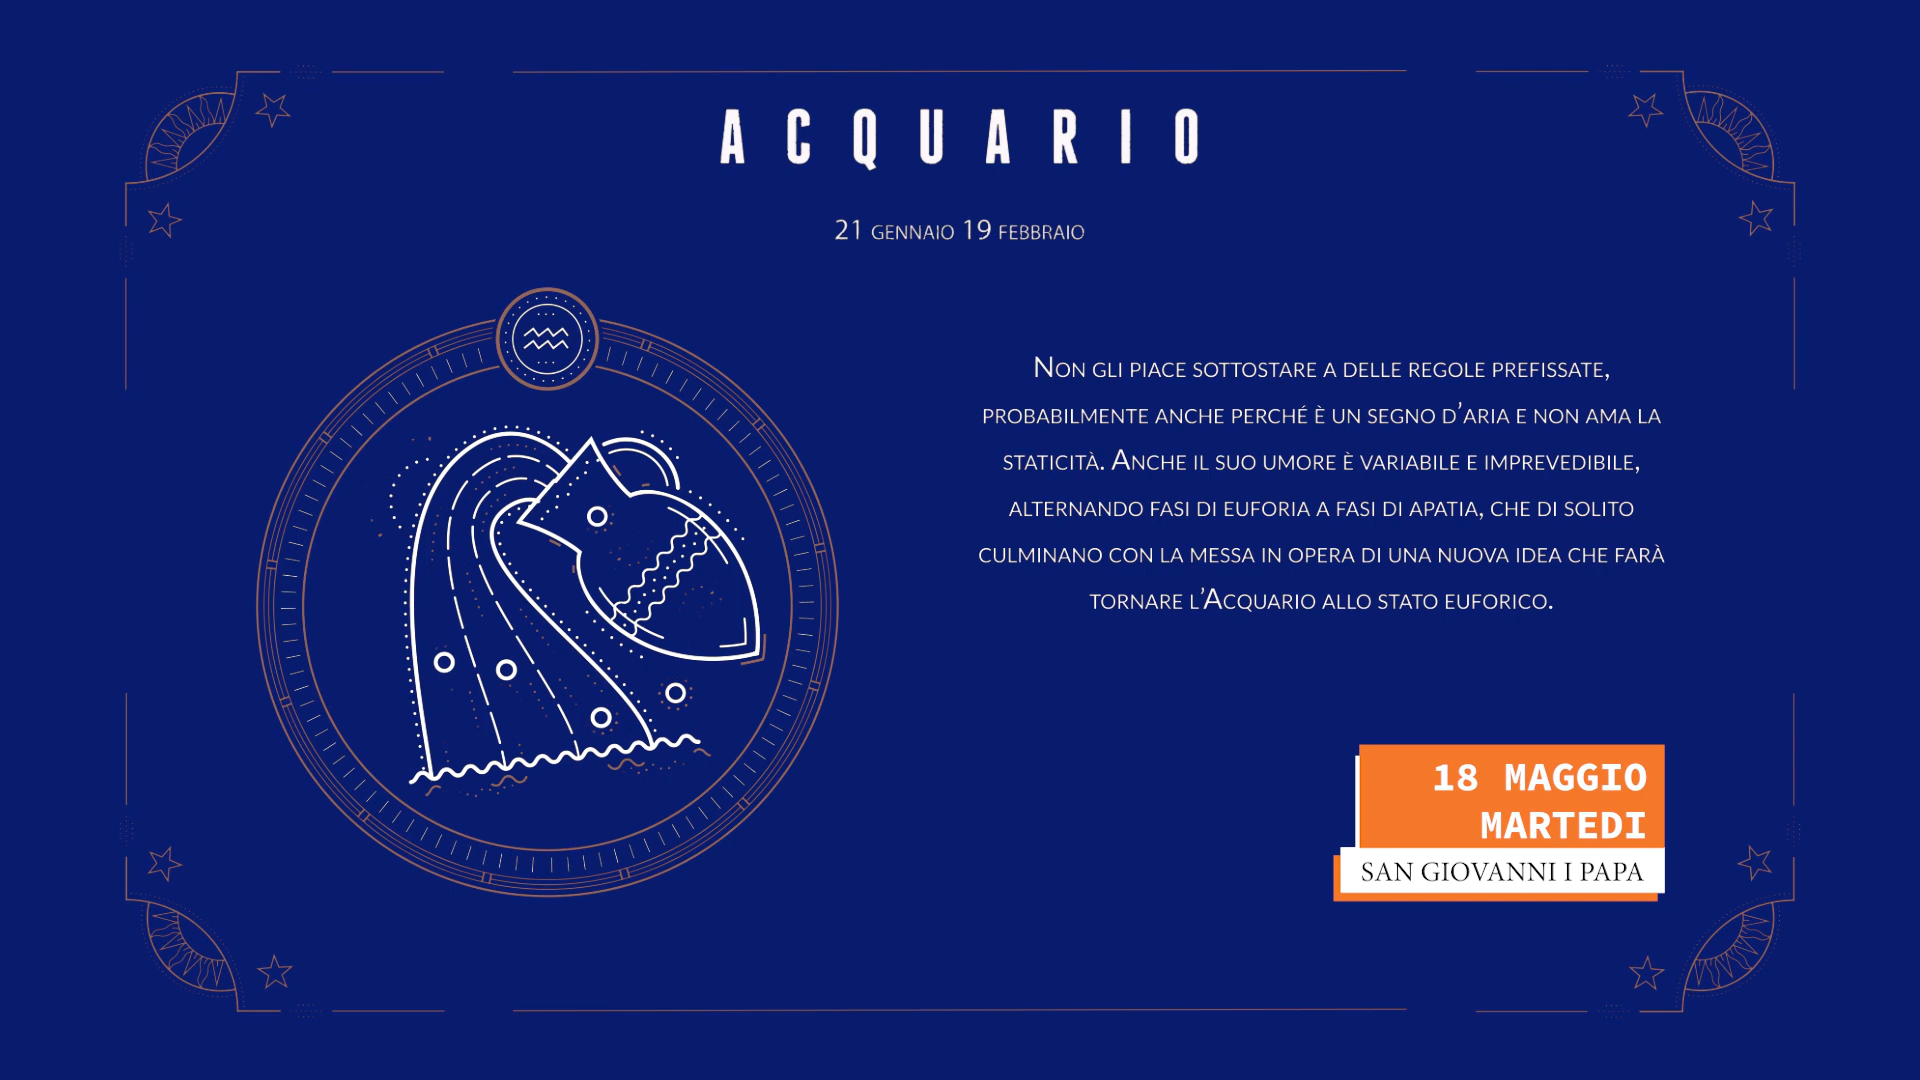 ACQUARIO
21 gennaio 19 febbraio
Non gli piace sottostare a delle regole prefissate,
probabilmente anche perché è un segno d'aria e non ama la
staticità. Anche il suo umore è variabile e imprevedibile,
alternando fasi di euforia a fasi di apatia, che di solito
culminano con la messa in opera di una nuova idea che farà
tornare l'Acquario allo stato euforico.
18 MAGGIO
MARTEDI
SAN GIOVANNI I PAPA